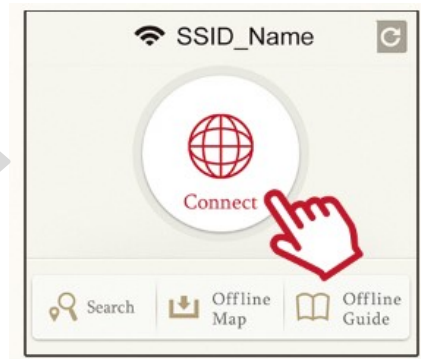 SSID_Name
Connect
Search
Offline
Map
Offline
Guide